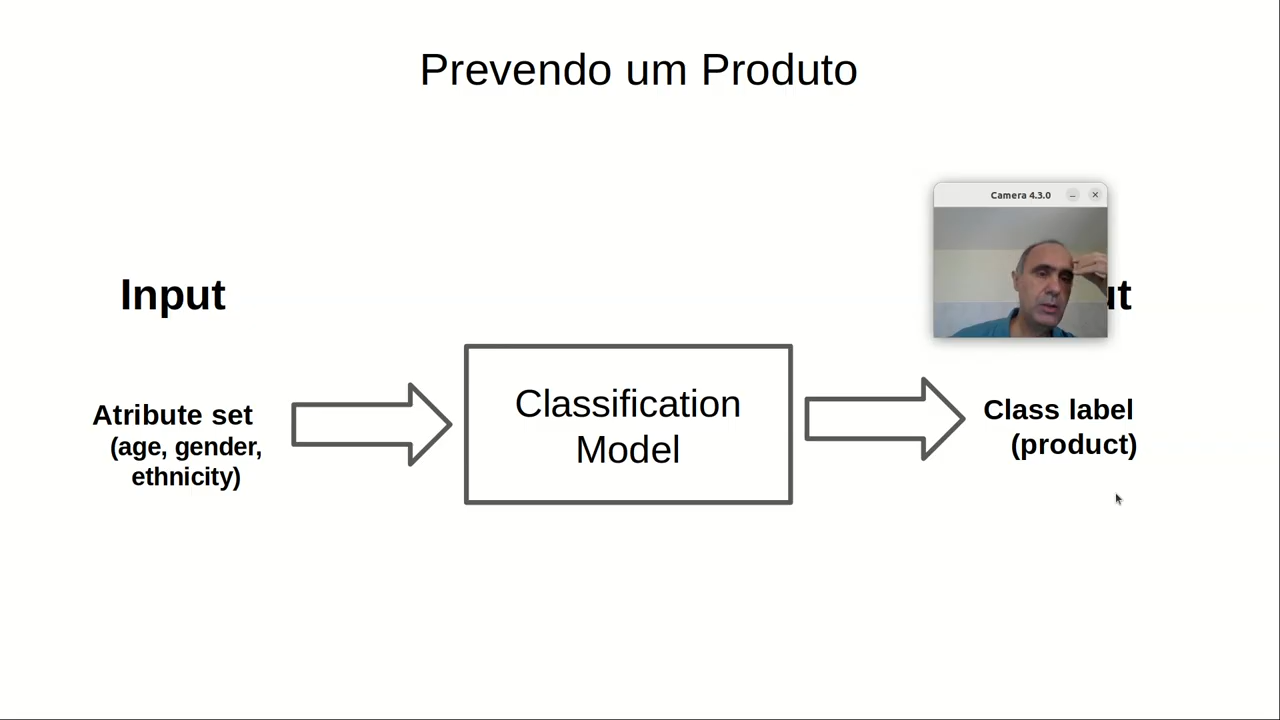 Prevendo um Produto
Camera 4.3.0
Input
Atribute set
(age, gender,
ethnicity)
Classification
Model
Class label
(product)